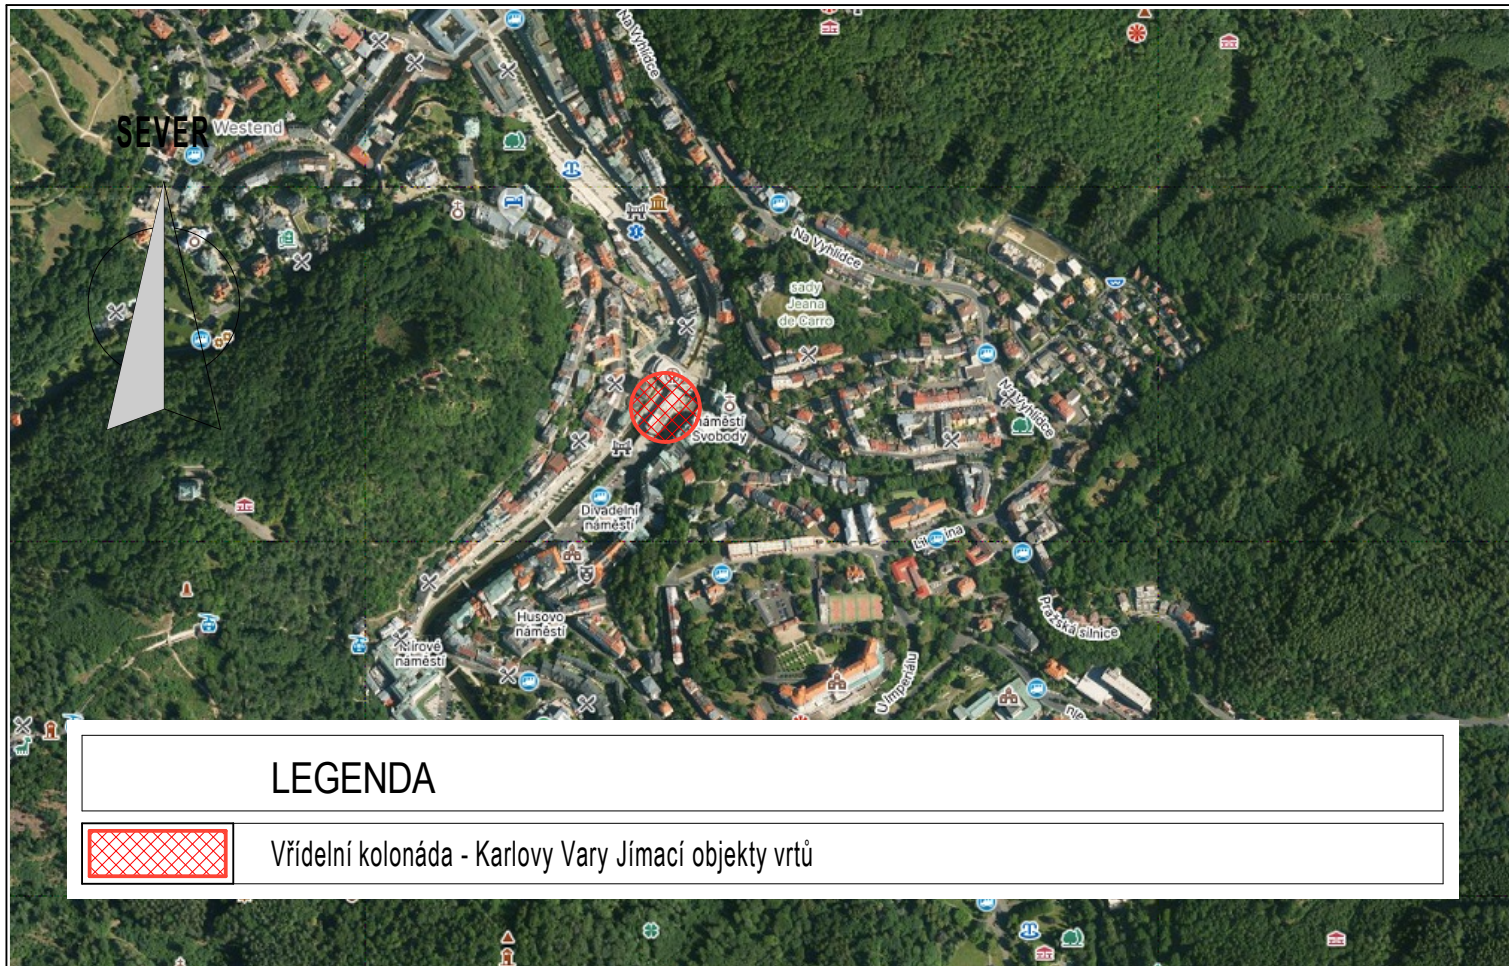 Na Vyhlídce
SEVER
Westend
Na Vyhlídce
sady
Jeana
de Carro
Na Vyhlídce
náměstí
Svobody
Divadelní
náměstí
Husovo
náměstí
Pražská silnice
Mírové
náměstí
U Imperiálu
LEGENDA
Vřídelní kolonáda - Karlovy Vary Jímací objekty vrtů